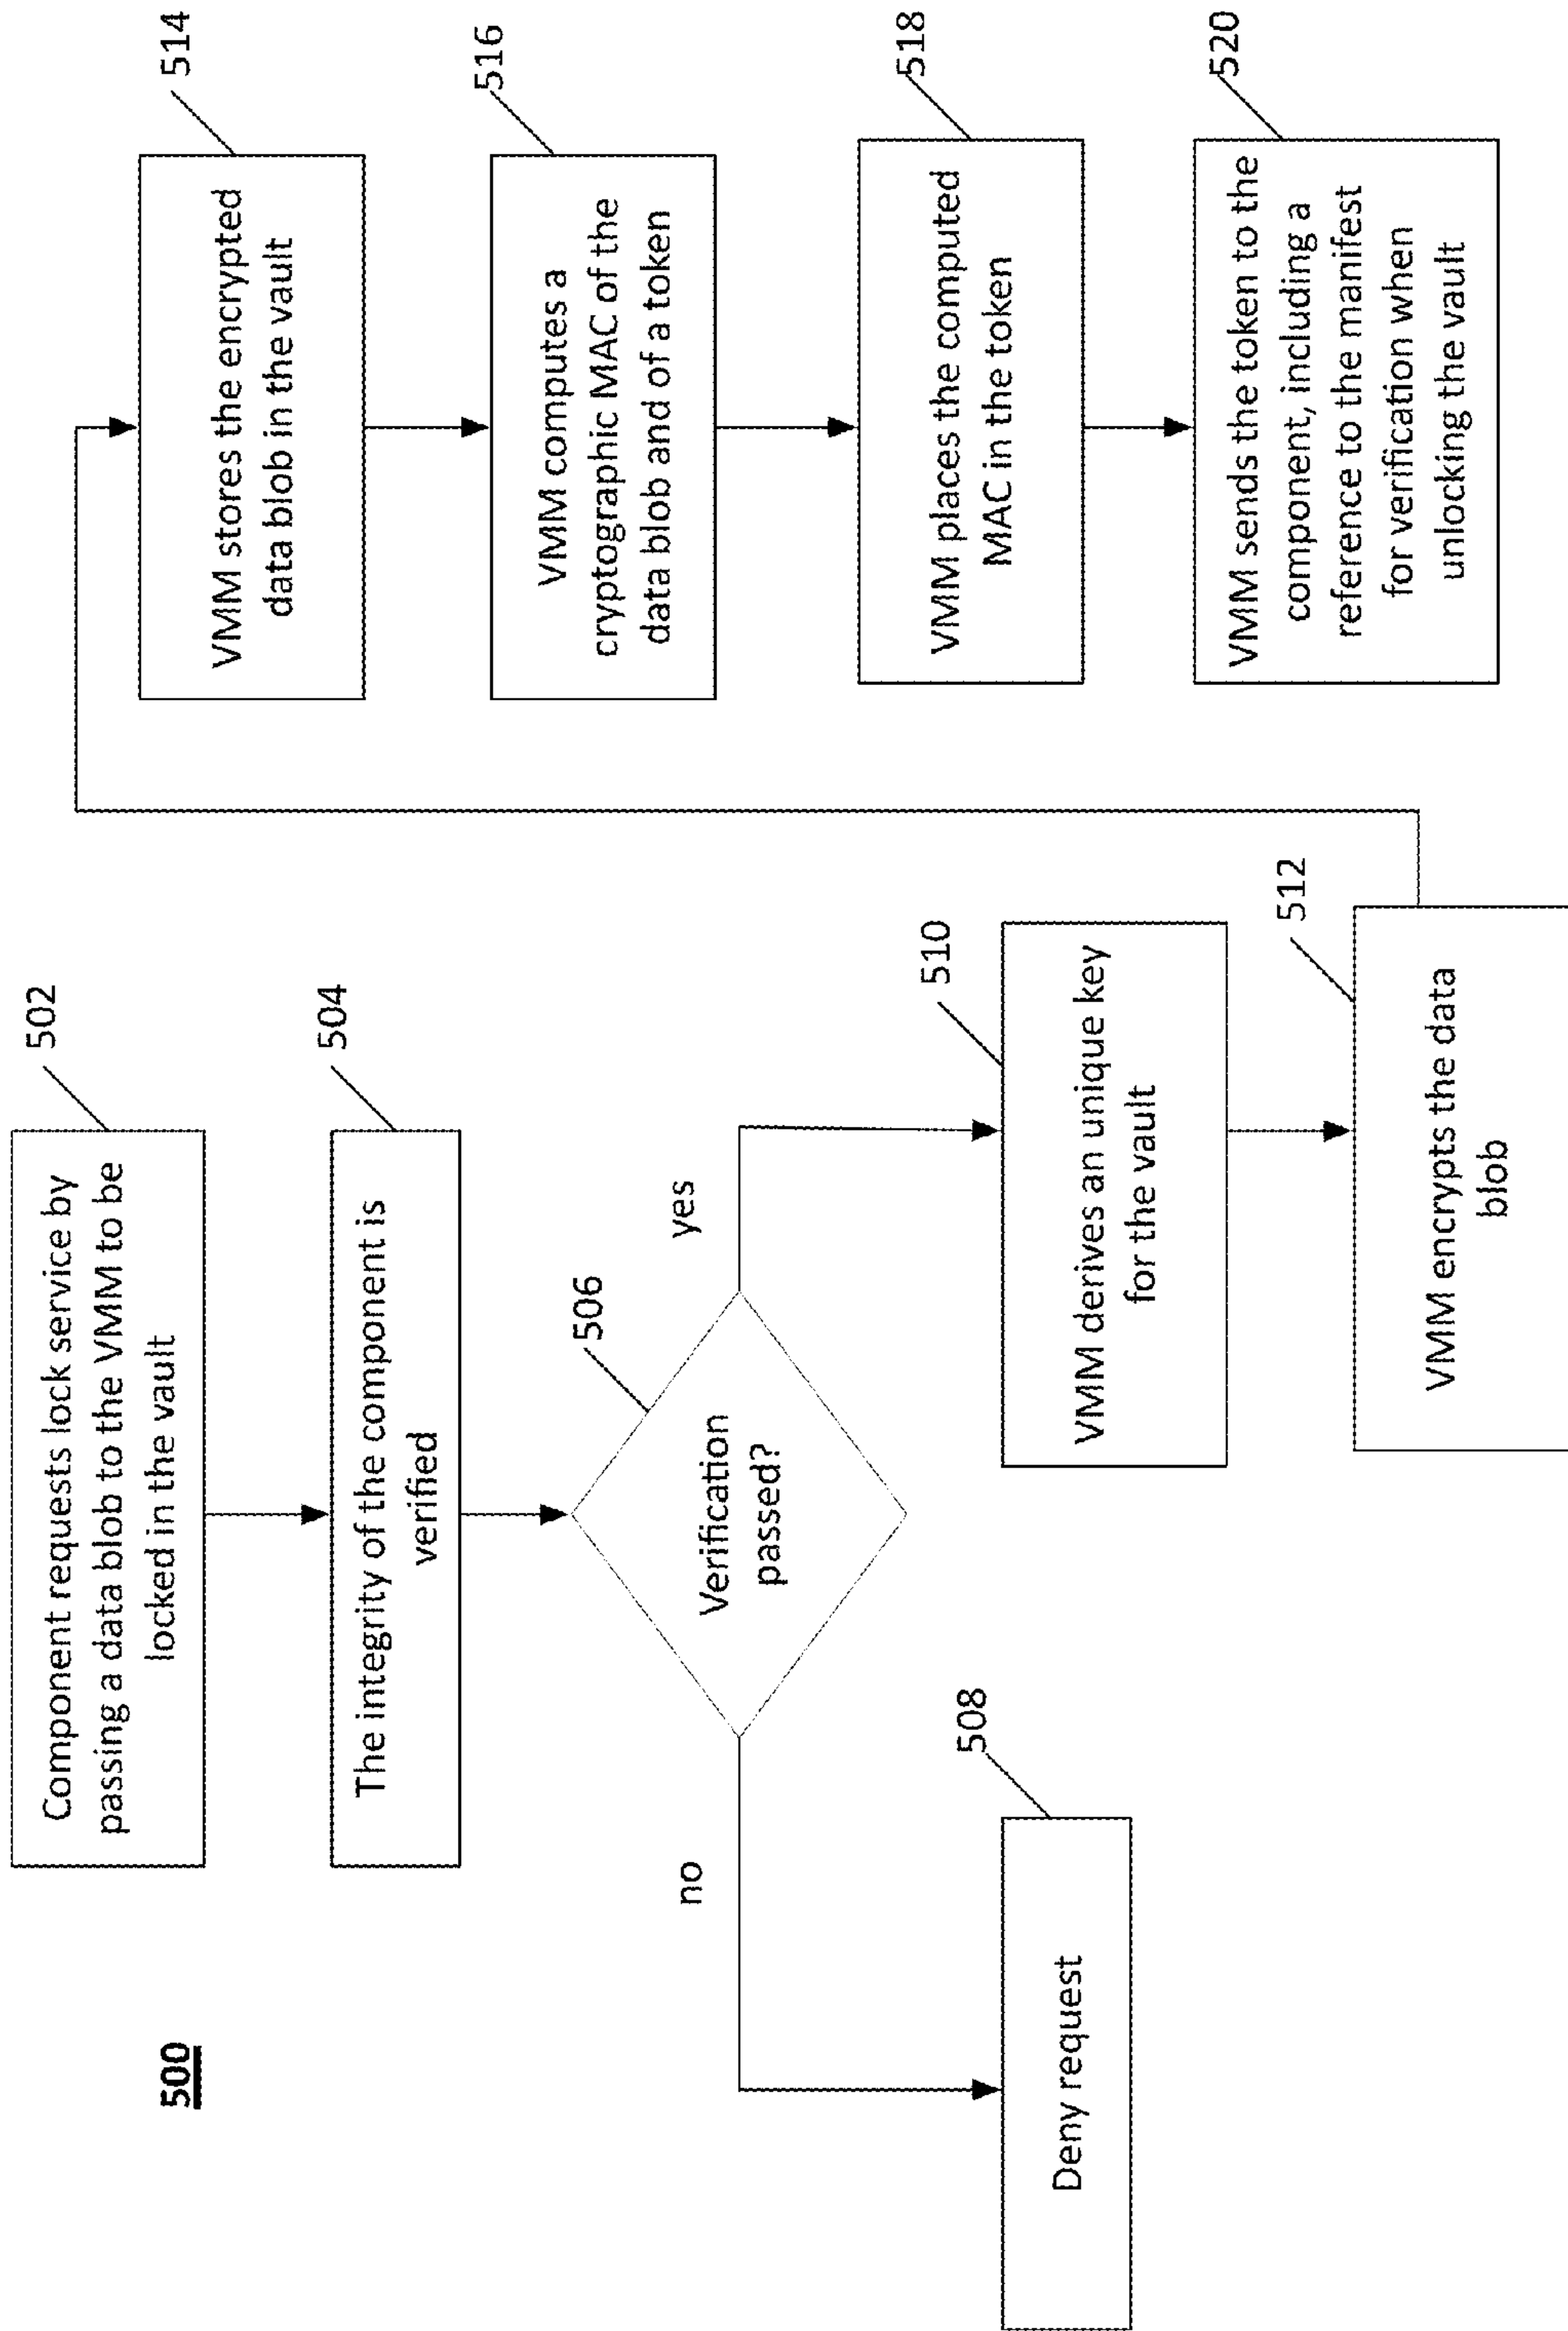 500
502
Component requests lock service by
passing a data blob to the VMM to be
locked in the vault
504
The integrity of the component is
verified
506
Verification
passed?
no
yes
508
Deny request
510
VMM derives an unique key
for the vault
512
VMM encrypts the data
blob
514
VMM stores the encrypted
data blob in the vault
516
VMM computes a
cryptographic MAC of the
data blob and of a token
518
VMM places the computed
MAC in the token
520
VMM sends the token to the
component, including a
reference to the manifest
for verification when
unlocking the vault